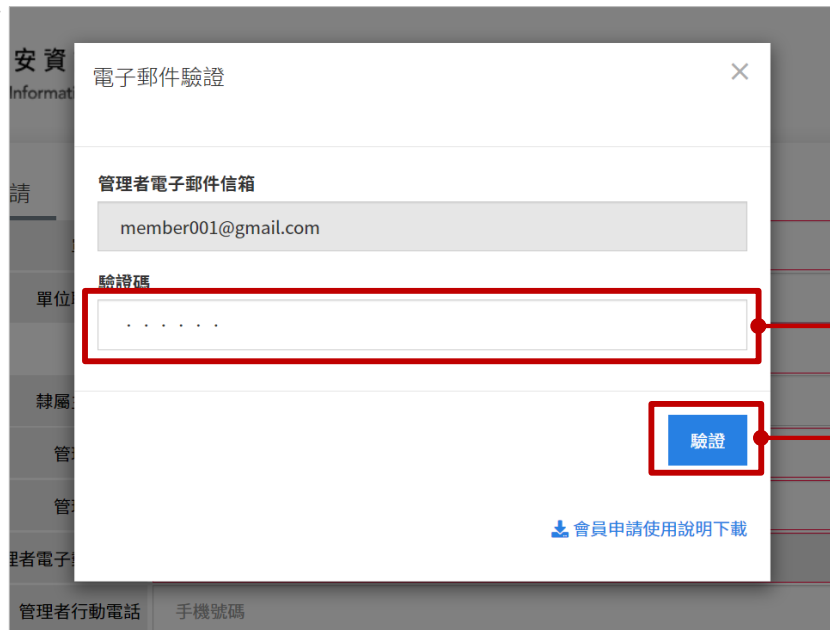 安資
Informati
電子郵件驗證
×
請
管理者電子郵件信箱
member001@gmail.com
驗證碼
······
單位
隸屬
驗證
管
管
會員申請使用說明下載
者電子
管理者行動電話
手機號碼